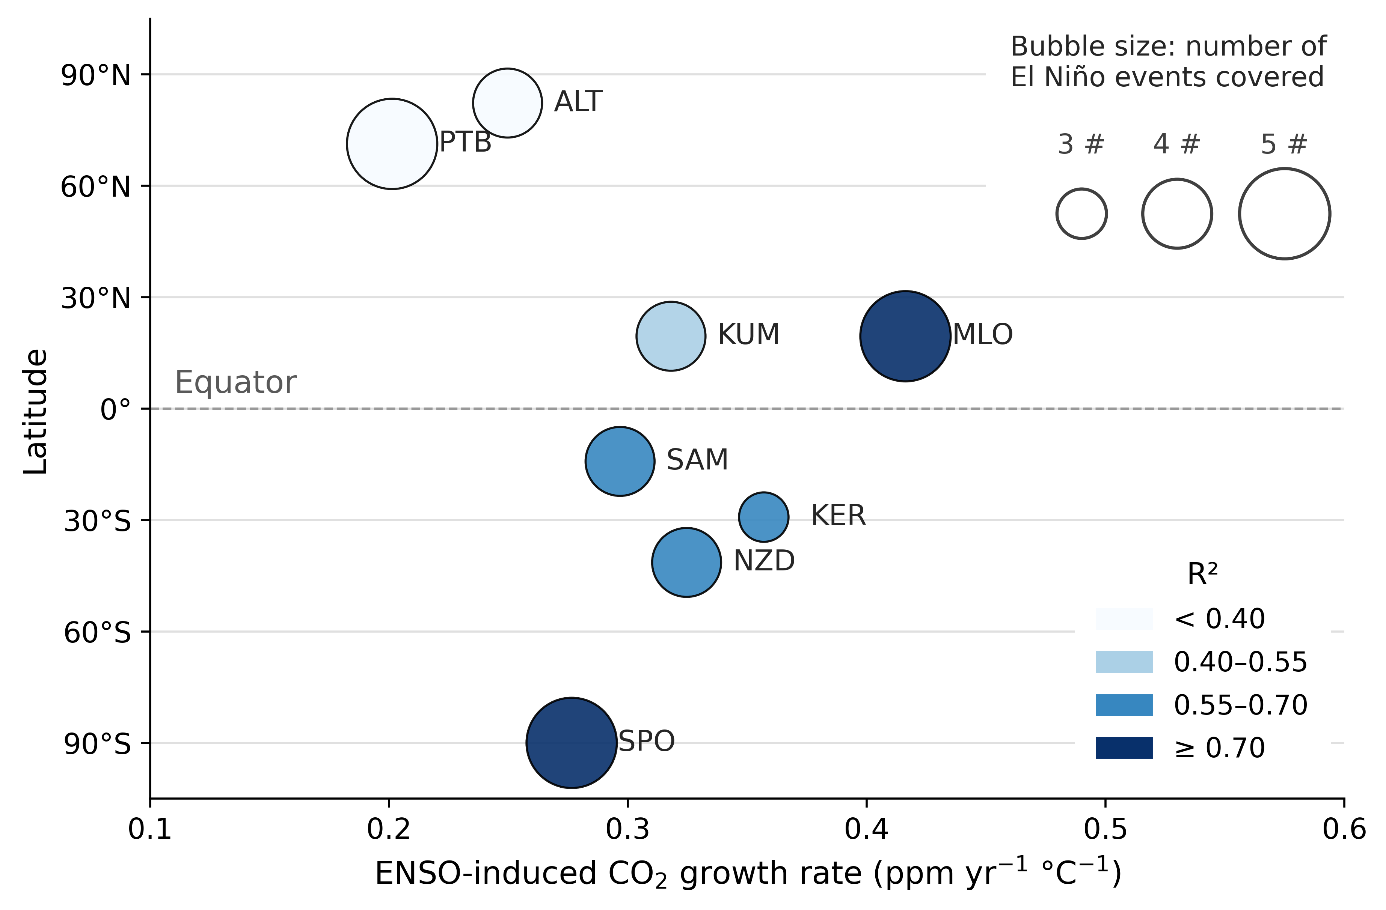 Bubble size: number of
El Niño events covered
3 # 4 # 5 #
90°N
60°N
30°N
0°
30°S
60°S
90°S
Latitude
ALT
PTB
KUM
MLO
Equator
SAM
KER
NZD
SPO
R²
< 0.40
0.40–0.55
0.55–0.70
≥ 0.70
0.1 0.2 0.3 0.4 0.5 0.6
ENSO-induced CO₂ growth rate (ppm yr⁻¹ °C⁻¹)